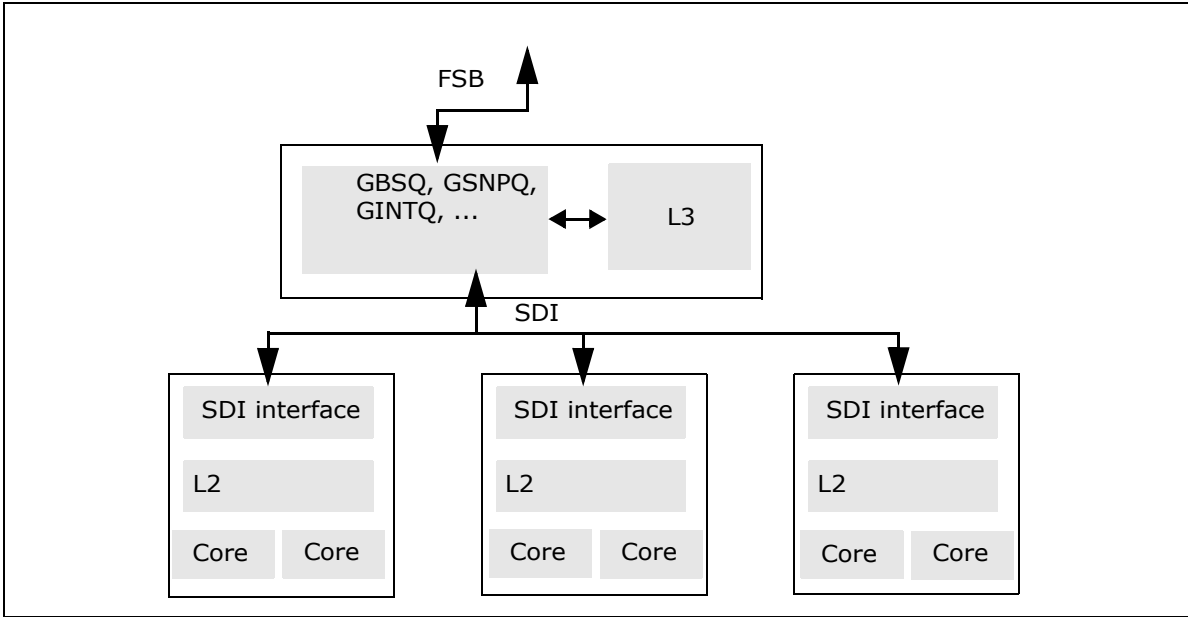 FSB
GBSQ, GSNPQ,
GINTQ, ...
L3
SDI
SDI interface
L2
Core
Core
SDI interface
L2
Core
Core
SDI interface
L2
Core
Core